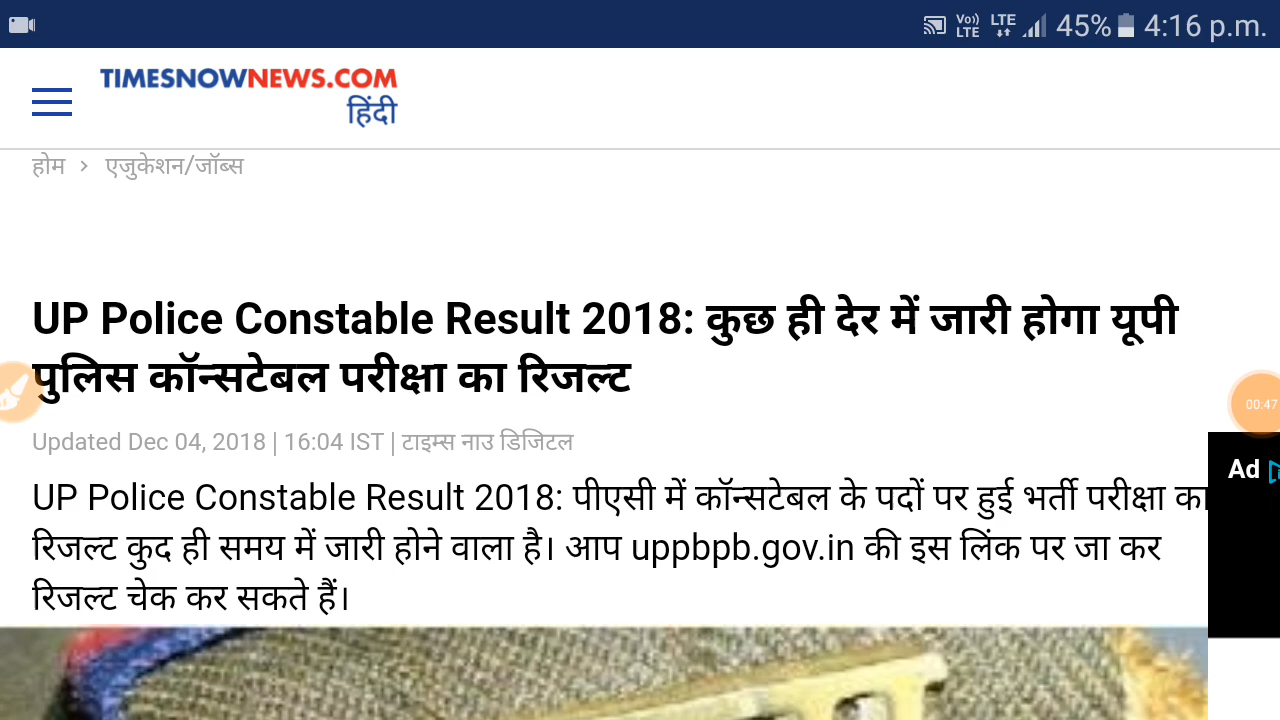 Vo)) LTE LTE 45% 4:16 p.m.
TIMESNOWNEWS.COM
हिंदी
होम > एजुकेशन/जॉब्स
UP Police Constable Result 2018: कुछ ही देर में जारी होगा यूपी
पुलिस कॉन्सटेबल परीक्षा का रिजल्ट
00:47
Updated Dec 04, 2018 | 16:04 IST | टाइम्स नाउ डिजिटल
Ad
UP Police Constable Result 2018: पीएसी में कॉन्सटेबल के पदों पर हुई भर्ती परीक्षा का
रिजल्ट कुद ही समय में जारी होने वाला है। आप uppbpb.gov.in की इस लिंक पर जा कर
रिजल्ट चेक कर सकते हैं।